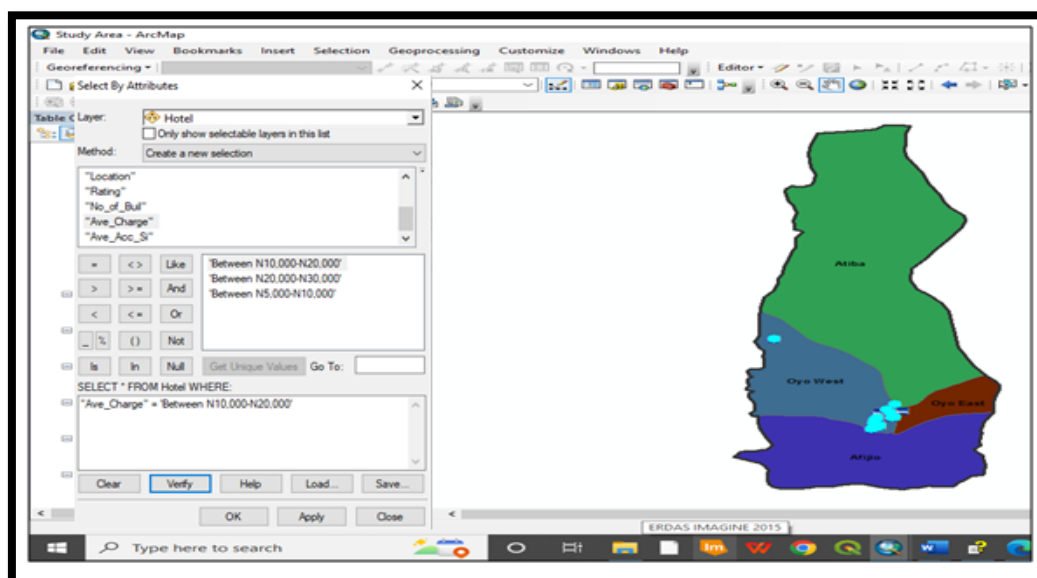 Study Area - ArcMap
File Edit View Bookmarks Insert Selection Geoprocessing Customize Windows Help
Georeferencing Editor
Select By Attributes
Table
Layer: Hotel
Only show selectable layers in this list
Method: Create a new selection
"Location"
"Rating"
"No_of_Buil"
"Ave_Charge"
"Ave_Acc_Si"
= <> Like
> >= And
< <= Or
_ % () Not
Is In Null Get Unique Values Go To:
'Between N10,000-N20,000'
'Between N20,000-N30,000'
'Between N5,000-N10,000'
SELECT * FROM Hotel WHERE:
"Ave_Charge" = 'Between N10,000-N20,000'
Clear Verify Help Load... Save...
OK Apply Close
Atiba
Oyo West
Oyo East
Afijio
ERDAS IMAGINE 2015
Type here to search